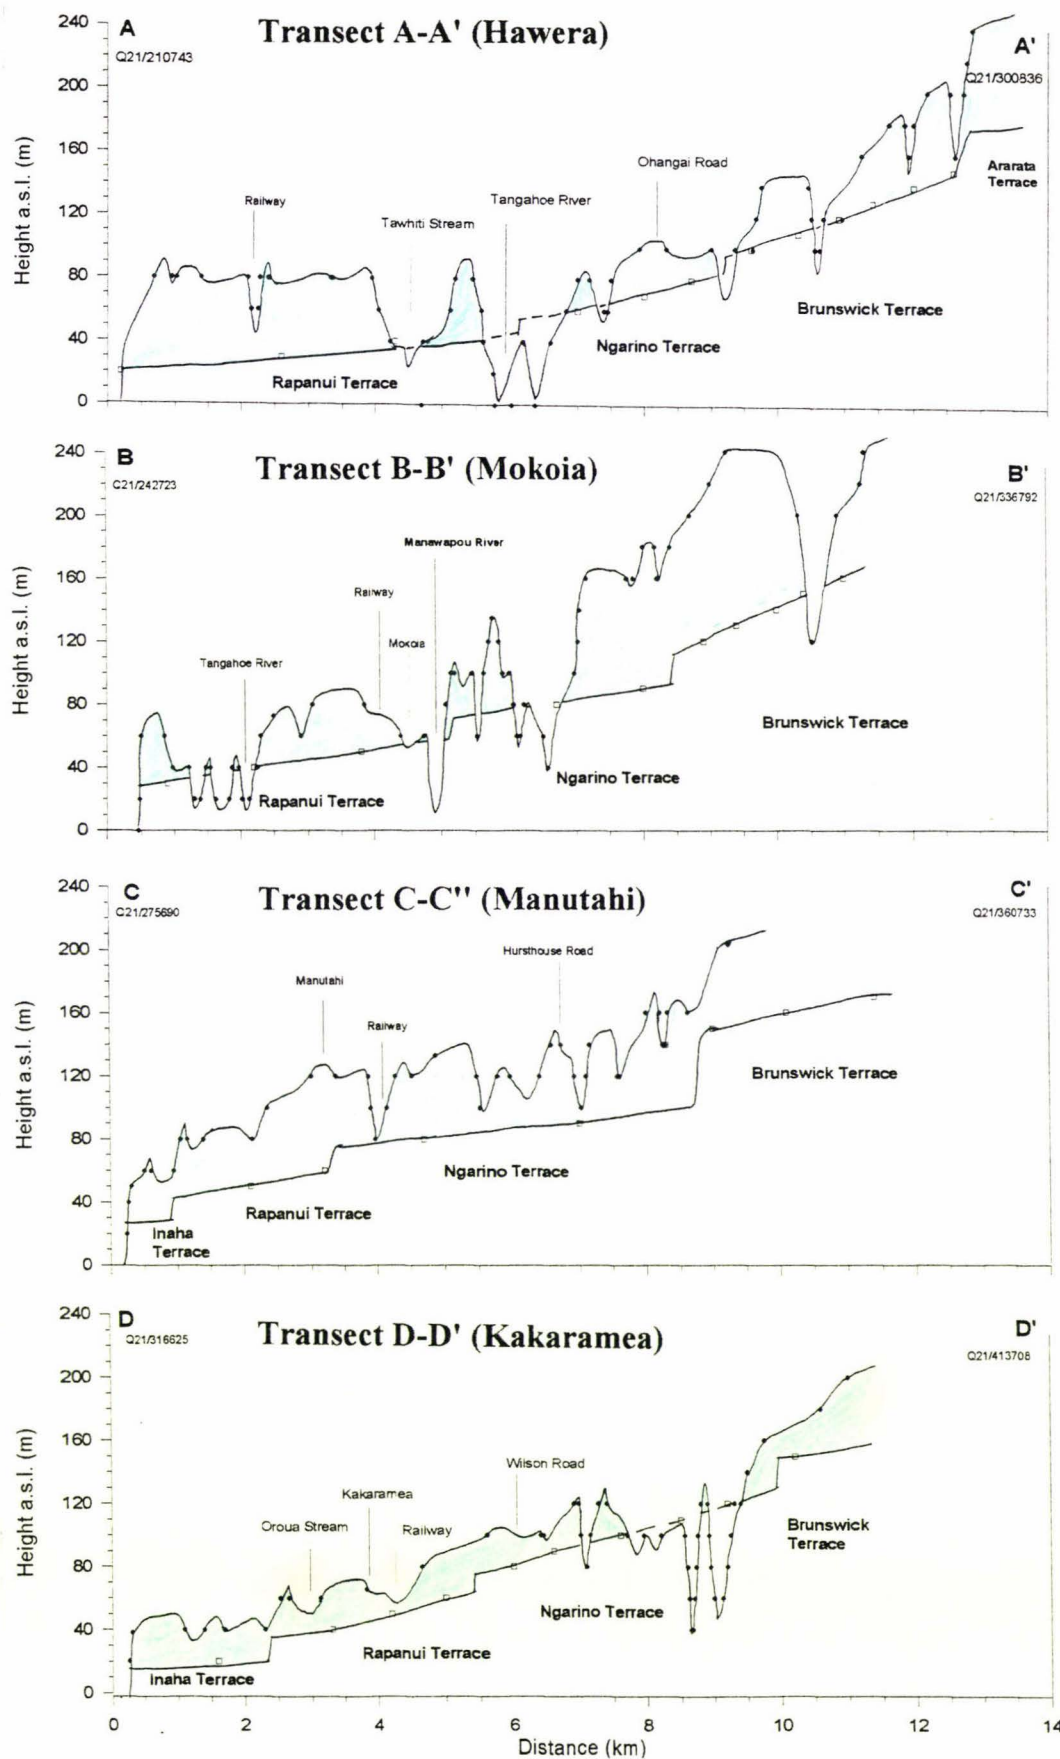 Transect A-A' (Hawera)
A
Q21/210743
A'
Q21/300836
Height a.s.l. (m)
240
200
160
120
80
40
0
Railway
Tawhiti Stream
Tangahoe River
Ohangai Road
Ararata
Terrace
Brunswick Terrace
Ngarino Terrace
Rapanui Terrace
Transect B-B' (Mokoia)
B
Q21/242723
B'
Q21/336792
Height a.s.l. (m)
240
200
160
120
80
40
0
Manawapou River
Railway
Mokoia
Tangahoe River
Brunswick Terrace
Ngarino Terrace
Rapanui Terrace
Transect C-C" (Manutahi)
C
Q21/275690
C'
Q21/360733
Height a.s.l. (m)
240
200
160
120
80
40
0
Hursthouse Road
Manutahi
Railway
Brunswick Terrace
Ngarino Terrace
Rapanui Terrace
Inaha
Terrace
Transect D-D' (Kakaramea)
D
Q21/316625
D'
Q21/413708
Height a.s.l. (m)
240
200
160
120
80
40
0
Wilson Road
Kakaramea
Oroua Stream
Railway
Brunswick
Terrace
Ngarino Terrace
Rapanui Terrace
Inaha Terrace
0 2 4 6 8 10 12 14
Distance (km)